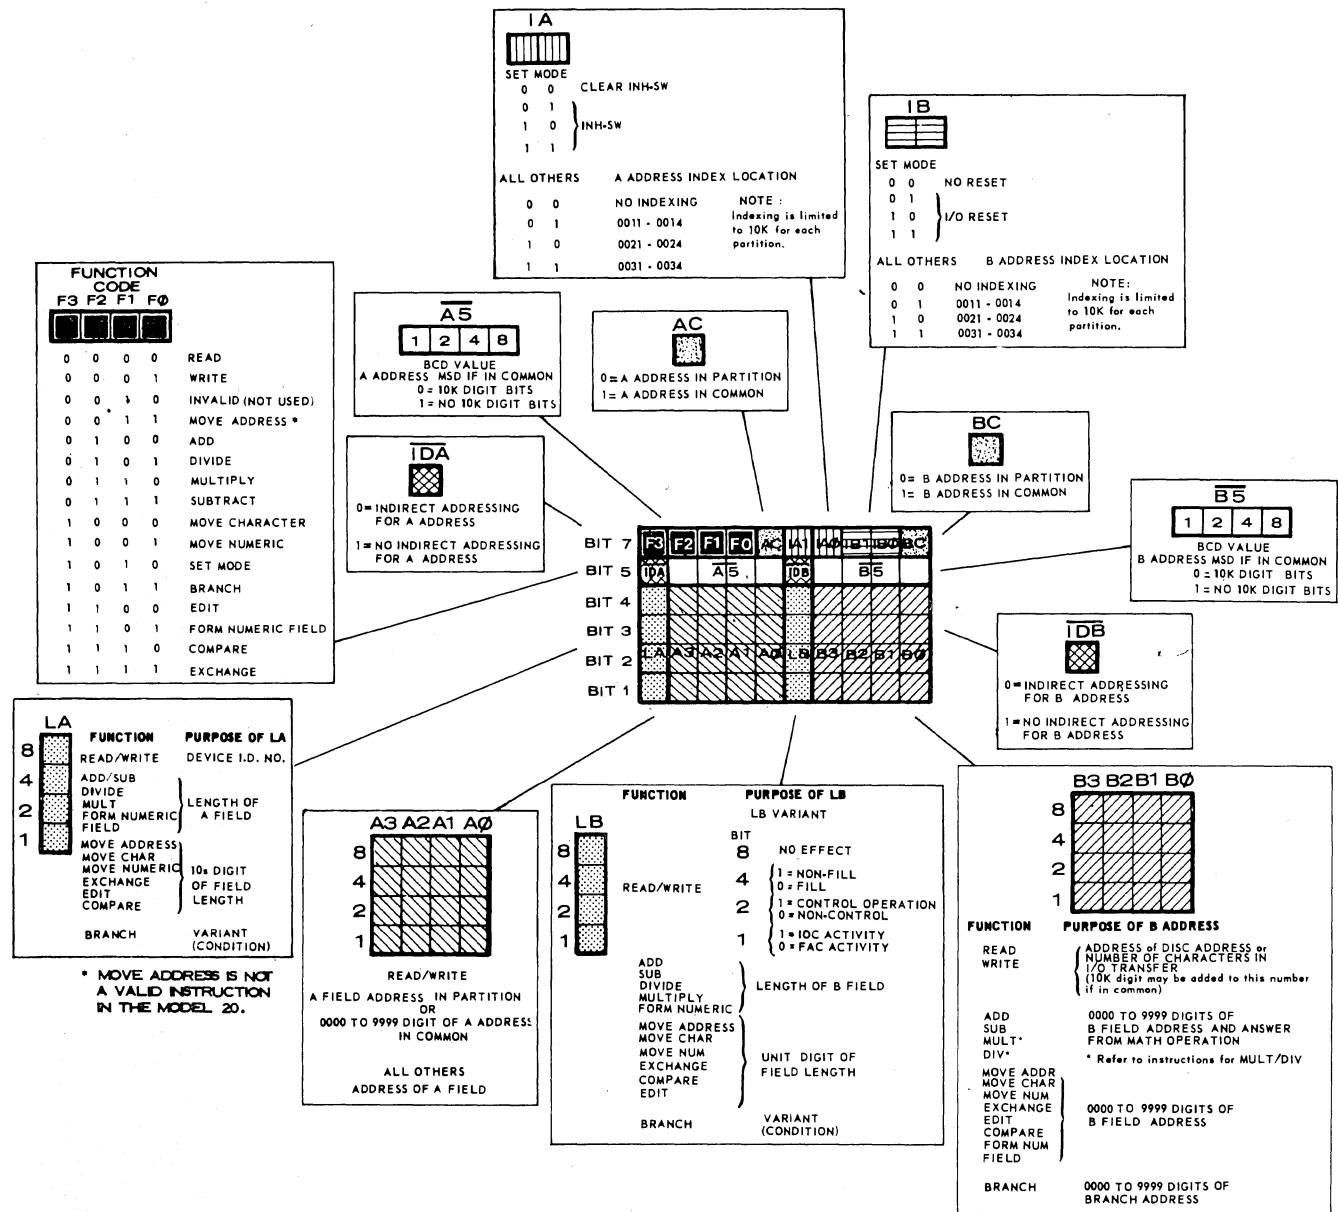 IA
SET MODE
0 0 CLEAR INH-SW
0 1
1 0 INH-SW
1 1
ALL OTHERS A ADDRESS INDEX LOCATION
0 0 NO INDEXING
0 1 0011 - 0014
1 0 0021 - 0024
1 1 0031 - 0034
NOTE :
Indexing is limited
to 10K for each
partition.
IB
SET MODE
0 0 NO RESET
0 1
1 0 I/O RESET
1 1
ALL OTHERS B ADDRESS INDEX LOCATION
0 0 NO INDEXING
0 1 0011 - 0014
1 0 0021 - 0024
1 1 0031 - 0034
NOTE:
Indexing is limited
to 10K for each
partition.
FUNCTION
CODE
F3 F2 F1 FØ
0 0 0 0 READ
0 0 0 1 WRITE
0 0 1 0 INVALID (NOT USED)
0 0 1 1 MOVE ADDRESS *
0 1 0 0 ADD
0 1 0 1 DIVIDE
0 1 1 0 MULTIPLY
0 1 1 1 SUBTRACT
1 0 0 0 MOVE CHARACTER
1 0 0 1 MOVE NUMERIC
1 0 1 0 SET MODE
1 0 1 1 BRANCH
1 1 0 0 EDIT
1 1 0 1 FORM NUMERIC FIELD
1 1 1 0 COMPARE
1 1 1 1 EXCHANGE
A5
1 2 4 8
BCD VALUE
A ADDRESS MSD IF IN COMMON
0 = 10K DIGIT BITS
1 = NO 10K DIGIT BITS
AC
0 = A ADDRESS IN PARTITION
1 = A ADDRESS IN COMMON
IDA
0 = INDIRECT ADDRESSING
FOR A ADDRESS
1 = NO INDIRECT ADDRESSING
FOR A ADDRESS
BC
0 = B ADDRESS IN PARTITION
1 = B ADDRESS IN COMMON
B5
1 2 4 8
BCD VALUE
B ADDRESS MSD IF IN COMMON
0 = 10K DIGIT BITS
1 = NO 10K DIGIT BITS
BIT 7 F3 F2 F1 F0 AC IA1 IAØ IB1 IBØ BC
BIT 5 IDA A5 IDB B5
BIT 4
BIT 3
BIT 2 LA A3 A2 A1 AØ LB B3 B2 B1 BØ
BIT 1
IDB
0 = INDIRECT ADDRESSING
FOR B ADDRESS
1 = NO INDIRECT ADDRESSING
FOR B ADDRESS
LA
8
4
2
1
FUNCTION PURPOSE OF LA
READ/WRITE DEVICE I.D. NO.
ADD/SUB
DIVIDE
MULT
FORM NUMERIC
FIELD
LENGTH OF
A FIELD
MOVE ADDRESS
MOVE CHAR
MOVE NUMERIC
EXCHANGE
EDIT
COMPARE
10s DIGIT
OF FIELD
LENGTH
BRANCH VARIANT
(CONDITION)
* MOVE ADDRESS IS NOT
A VALID INSTRUCTION
IN THE MODEL 20.
A3 A2 A1 AØ
8
4
2
1
READ/WRITE
A FIELD ADDRESS IN PARTITION
OR
0000 TO 9999 DIGIT OF A ADDRESS
IN COMMON
ALL OTHERS
ADDRESS OF A FIELD
LB
8
4
2
1
FUNCTION PURPOSE OF LB
LB VARIANT
BIT
READ/WRITE
8 NO EFFECT
4 1 = NON-FILL
0 = FILL
2 1 = CONTROL OPERATION
0 = NON-CONTROL
1 1 = IOC ACTIVITY
0 = FAC ACTIVITY
ADD
SUB
DIVIDE
MULTIPLY
FORM NUMERIC
LENGTH OF B FIELD
MOVE ADDRESS
MOVE CHAR
MOVE NUM
EXCHANGE
COMPARE
EDIT
UNIT DIGIT OF
FIELD LENGTH
BRANCH VARIANT
(CONDITION)
B3 B2 B1 BØ
8
4
2
1
FUNCTION PURPOSE OF B ADDRESS
READ
WRITE
ADDRESS of DISC ADDRESS or
NUMBER OF CHARACTERS IN
I/O TRANSFER
(10K digit may be added to this number
if in common)
ADD
SUB
MULT*
DIV*
0000 TO 9999 DIGITS OF
B FIELD ADDRESS AND ANSWER
FROM MATH OPERATION
* Refer to instructions for MULT/DIV
MOVE ADDR
MOVE CHAR
MOVE NUM
EXCHANGE
EDIT
COMPARE
FORM NUM
FIELD
0000 TO 9999 DIGITS OF
B FIELD ADDRESS
BRANCH 0000 TO 9999 DIGITS OF
BRANCH ADDRESS